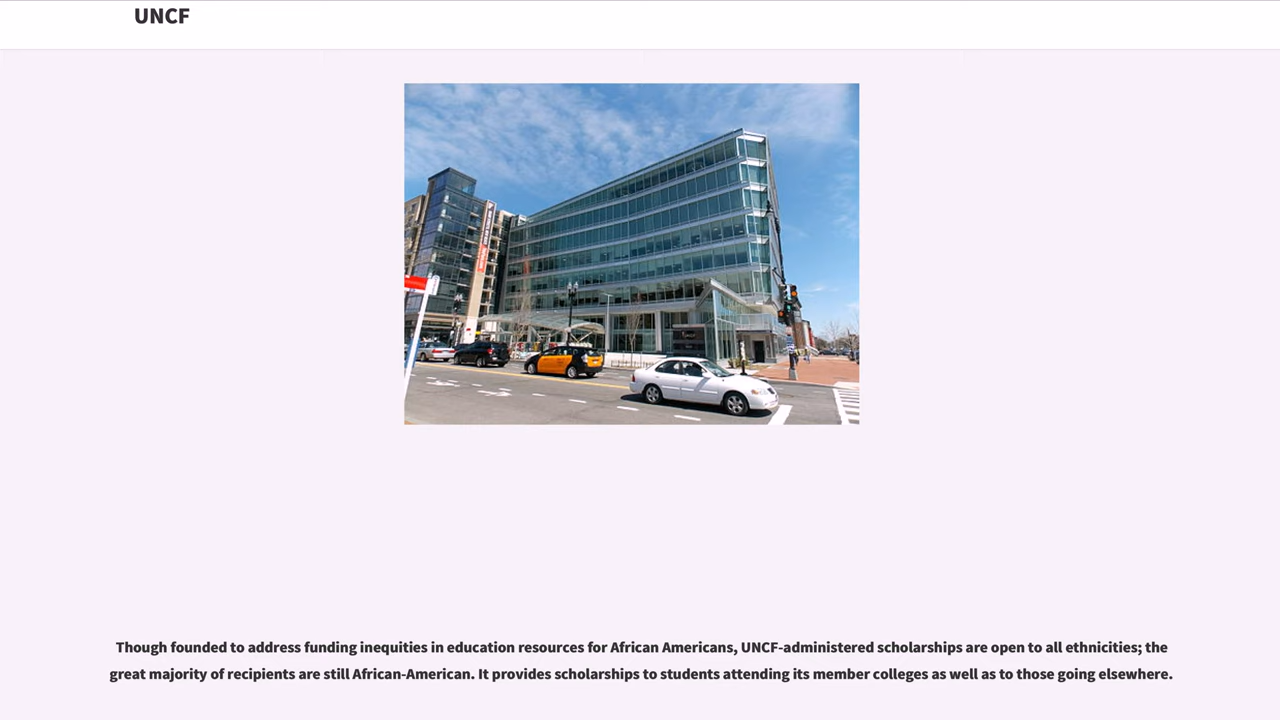 UNCF
Though founded to address funding inequities in education resources for African Americans, UNCF-administered scholarships are open to all ethnicities; the
great majority of recipients are still African-American. It provides scholarships to students attending its member colleges as well as to those going elsewhere.